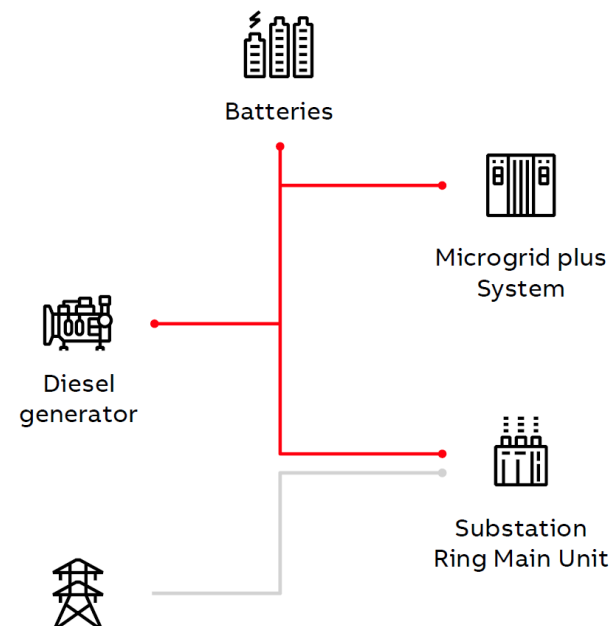 Batteries
Microgrid plus
System
Diesel
generator
Substation
Ring Main Unit